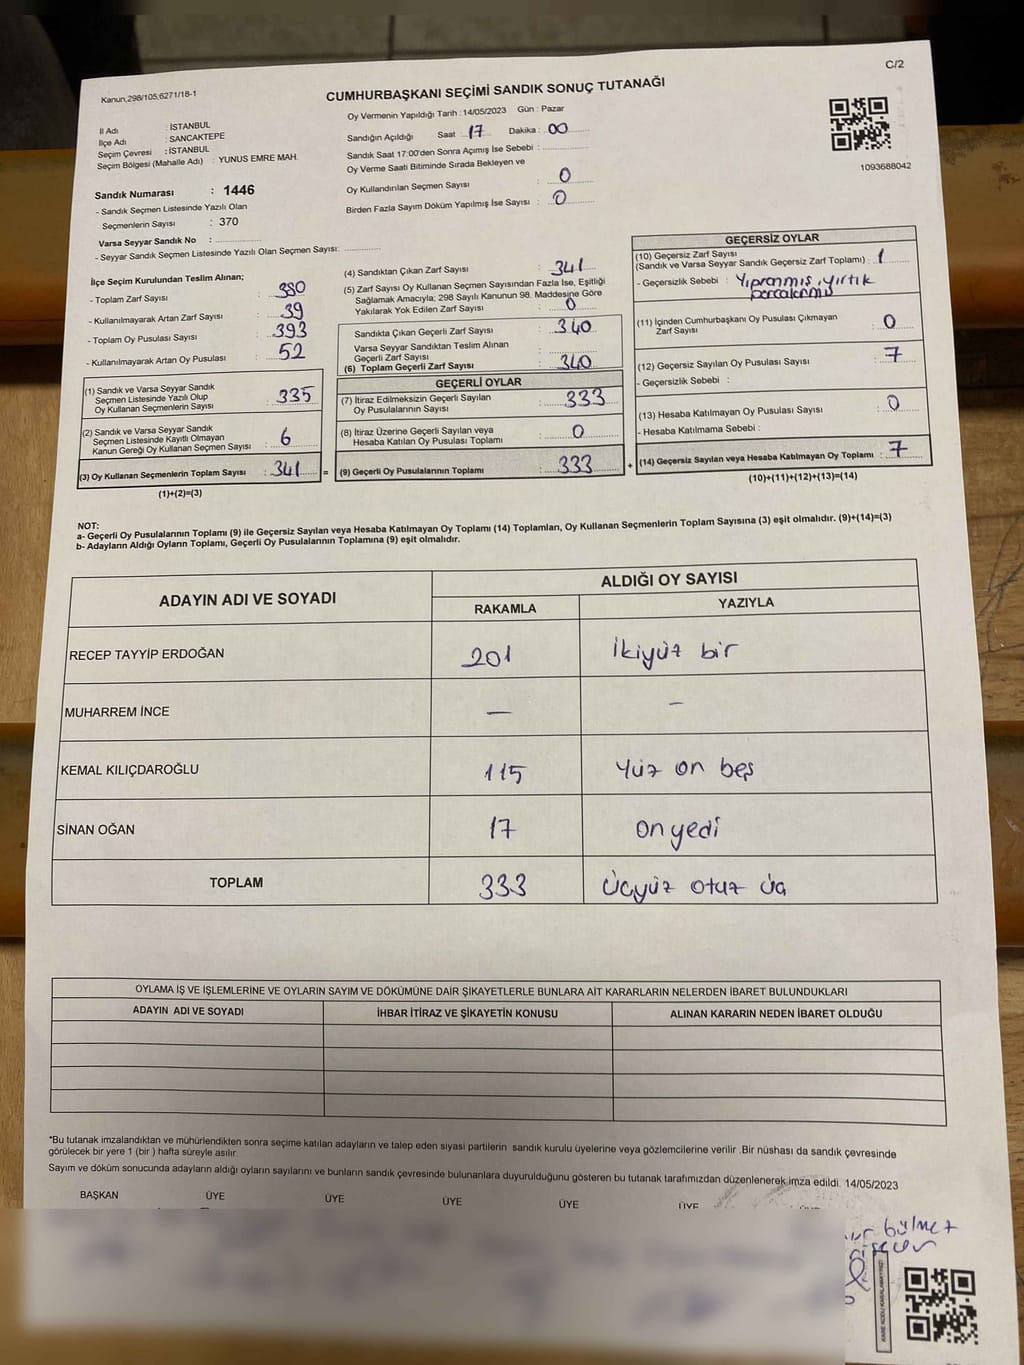 C/2
Kanun;298/105;6271/18-1
CUMHURBAŞKANI SEÇİMİ SANDIK SONUÇ TUTANAĞI
İl Adı : İSTANBUL
İlçe Adı : SANCAKTEPE
Seçim Çevresi : İSTANBUL
Seçim Bölgesi (Mahalle Adı) : YUNUS EMRE MAH.
Sandık Numarası : 1446
- Sandık Seçmen Listesinde Yazılı Olan
Seçmenlerin Sayısı : 370
Varsa Seyyar Sandık No :
- Seyyar Sandık Seçmen Listesinde Yazılı Olan Seçmen Sayısı:
Oy Vermenin Yapıldığı Tarih :14/05/2023 Gün : Pazar
Sandığın Açıldığı Saat : 17 Dakika : 00
Sandık Saat 17:00'den Sonra Açımış İse Sebebi :
Oy Verme Saati Bitiminde Sırada Bekleyen ve
Oy Kullandırılan Seçmen Sayısı : 0
Birden Fazla Sayım Döküm Yapılmış İse Sayısı : 0
1093688042
İlçe Seçim Kurulundan Teslim Alınan;
- Toplam Zarf Sayısı : 380
- Kullanılmayarak Artan Zarf Sayısı : 39
- Toplam Oy Pusulası Sayısı : 393
- Kullanılmayarak Artan Oy Pusulası : 52
(1) Sandık ve Varsa Seyyar Sandık
Seçmen Listesinde Yazılı Olup
Oy Kullanan Seçmenlerin Sayısı : 335
(2) Sandık ve Varsa Seyyar Sandık
Seçmen Listesinde Kayıtlı Olmayan
Kanun Gereği Oy Kullanan Seçmen Sayısı : 6
(3) Oy Kullanan Seçmenlerin Toplam Sayısı : 341 =
(1)+(2)=(3)
(4) Sandıktan Çıkan Zarf Sayısı : 341
(5) Zarf Sayısı Oy Kullanan Seçmen Sayısından Fazla İse, Eşitliği
Sağlamak Amacıyla; 298 Sayılı Kanunun 98. Maddesine Göre
Yakılarak Yok Edilen Zarf Sayısı : 0
Sandıkta Çıkan Geçerli Zarf Sayısı : 340
Varsa Seyyar Sandıktan Teslim Alınan
Geçerli Zarf Sayısı :
(6) Toplam Geçerli Zarf Sayısı : 340
GEÇERLİ OYLAR
(7) İtiraz Edilmeksizin Geçerli Sayılan
Oy Pusulalarının Sayısı : 333
(8) İtiraz Üzerine Geçerli Sayılan veya
Hesaba Katılan Oy Pusulası Toplamı : 0
(9) Geçerli Oy Pusulalarının Toplamı : 333 +
GEÇERSİZ OYLAR
(10) Geçersiz Zarf Sayısı
(Sandık ve Varsa Seyyar Sandık Geçersiz Zarf Toplamı) : 1
- Geçersizlik Sebebi : Yıpranmış, yırtık
parçalanmış
(11) İçinden Cumhurbaşkanı Oy Pusulası Çıkmayan
Zarf Sayısı : 0
(12) Geçersiz Sayılan Oy Pusulası Sayısı : 7
- Geçersizlik Sebebi :
(13) Hesaba Katılmayan Oy Pusulası Sayısı : 0
- Hesaba Katılmama Sebebi :
(14) Geçersiz Sayılan veya Hesaba Katılmayan Oy Toplamı : 7
(10)+(11)+(12)+(13)=(14)
NOT:
a- Geçerli Oy Pusulalarının Toplamı (9) ile Geçersiz Sayılan veya Hesaba Katılmayan Oy Toplamı (14) Toplamları, Oy Kullanan Seçmenlerin Toplam Sayısına (3) eşit olmalıdır. (9)+(14)=(3)
b- Adayların Aldığı Oyların Toplamı, Geçerli Oy Pusulalarının Toplamına (9) eşit olmalıdır.
ADAYIN ADI VE SOYADI
ALDIĞI OY SAYISI
RAKAMLA YAZIYLA
RECEP TAYYİP ERDOĞAN 201 İkiyüz bir
MUHARREM İNCE — –
KEMAL KILIÇDAROĞLU 115 Yüz on beş
SİNAN OĞAN 17 onyedi
TOPLAM 333 Üçyüz otuz üç
OYLAMA İŞ VE İŞLEMLERİNE VE OYLARIN SAYIM VE DÖKÜMÜNE DAİR ŞİKAYETLERLE BUNLARA AİT KARARLARIN NELERDEN İBARET BULUNDUKLARI
ADAYIN ADI VE SOYADI İHBAR İTİRAZ VE ŞİKAYETİN KONUSU ALINAN KARARIN NEDEN İBARET OLDUĞU
*Bu tutanak imzalandıktan ve mühürlendikten sonra seçime katılan adayların ve talep eden siyasi partilerin sandık kurulu üyelerine veya gözlemcilerine verilir .Bir nüshası da sandık çevresinde
görülecek bir yere 1 (bir ) hafta süreyle asılır.
Sayım ve döküm sonucunda adayların aldığı oyların sayılarını ve bunların sandık çevresinde bulunanlara duyurulduğunu gösteren bu tutanak tarafımızdan düzenlenerek imza edildi. 14/05/2023
BAŞKAN ÜYE ÜYE ÜYE ÜYE ÜYE